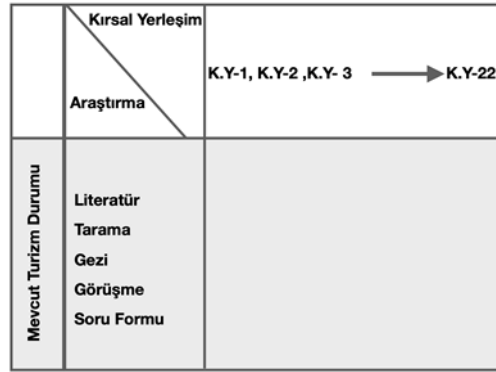 Kırsal Yerleşim
K.Y-1, K.Y-2 ,K.Y- 3 K.Y-22
Araştırma
Mevcut Turizm Durumu
Literatür
Tarama
Gezi
Görüşme
Soru Formu